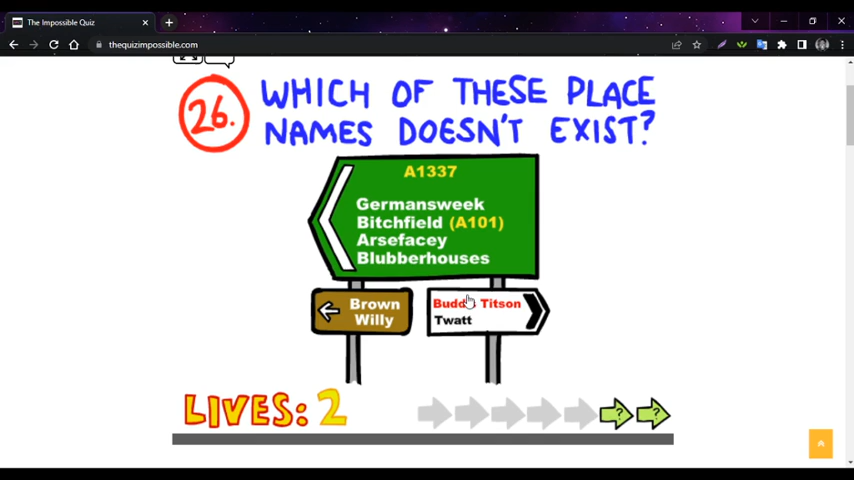 The Impossible Quiz
thequizimpossible.com
26.
WHICH OF THESE PLACE
NAMES DOESN'T EXIST?
A1337
Germansweek
Bitchfield (A101)
Arsefacey
Blubberhouses
Brown
Willy
Titson
Twatt
LIVES: 2
? ?